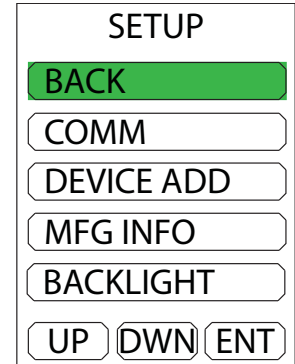 SETUP
BACK
COMM
DEVICE ADD
MFG INFO
BACKLIGHT
UP DWN ENT